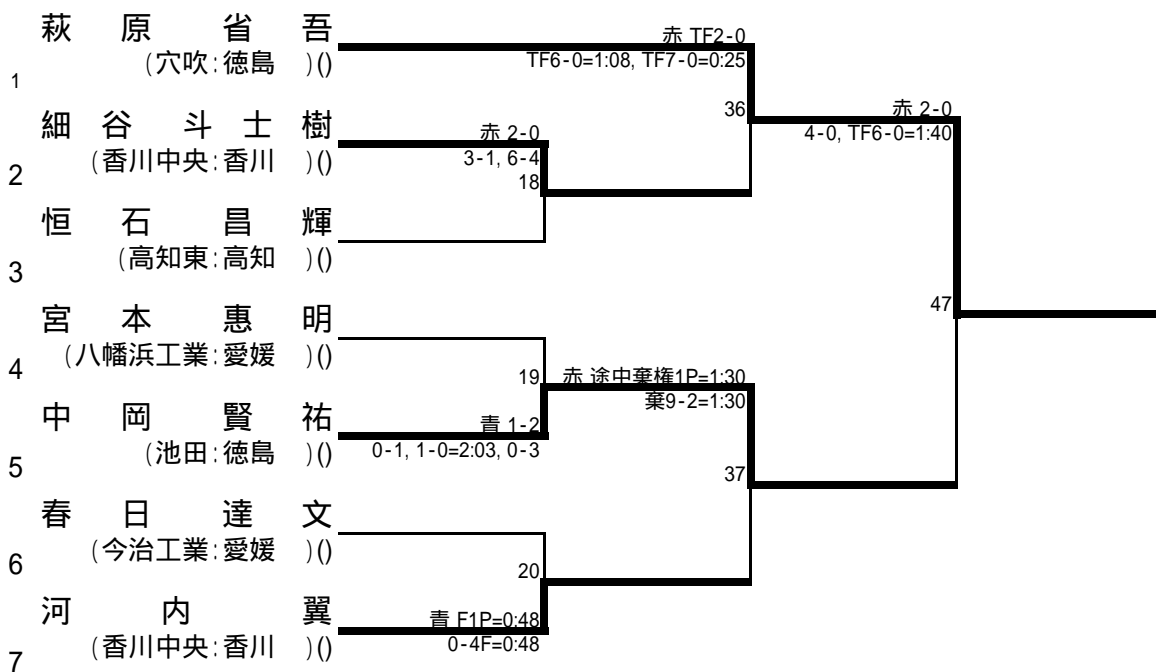 萩原省吾
赤 TF2-0
1 (穴吹:徳島 )()
TF6-0=1:08, TF7-0=0:25
36
赤 2-0
4-0, TF6-0=1:40
細谷斗士樹
赤 2-0
2 (香川中央:香川 )()
3-1, 6-4
18
恒石昌輝
3 (高知東:高知 )()
47
宮本惠明
4 (八幡浜工業:愛媛 )()
19
赤 途中棄権1P=1:30
棄9-2=1:30
中岡賢祐
青 1-2
5 (池田:徳島 )()
0-1, 1-0=2:03, 0-3
37
春日達文
6 (今治工業:愛媛 )()
20
河内翼
青 F1P=0:48
7 (香川中央:香川 )()
0-4F=0:48